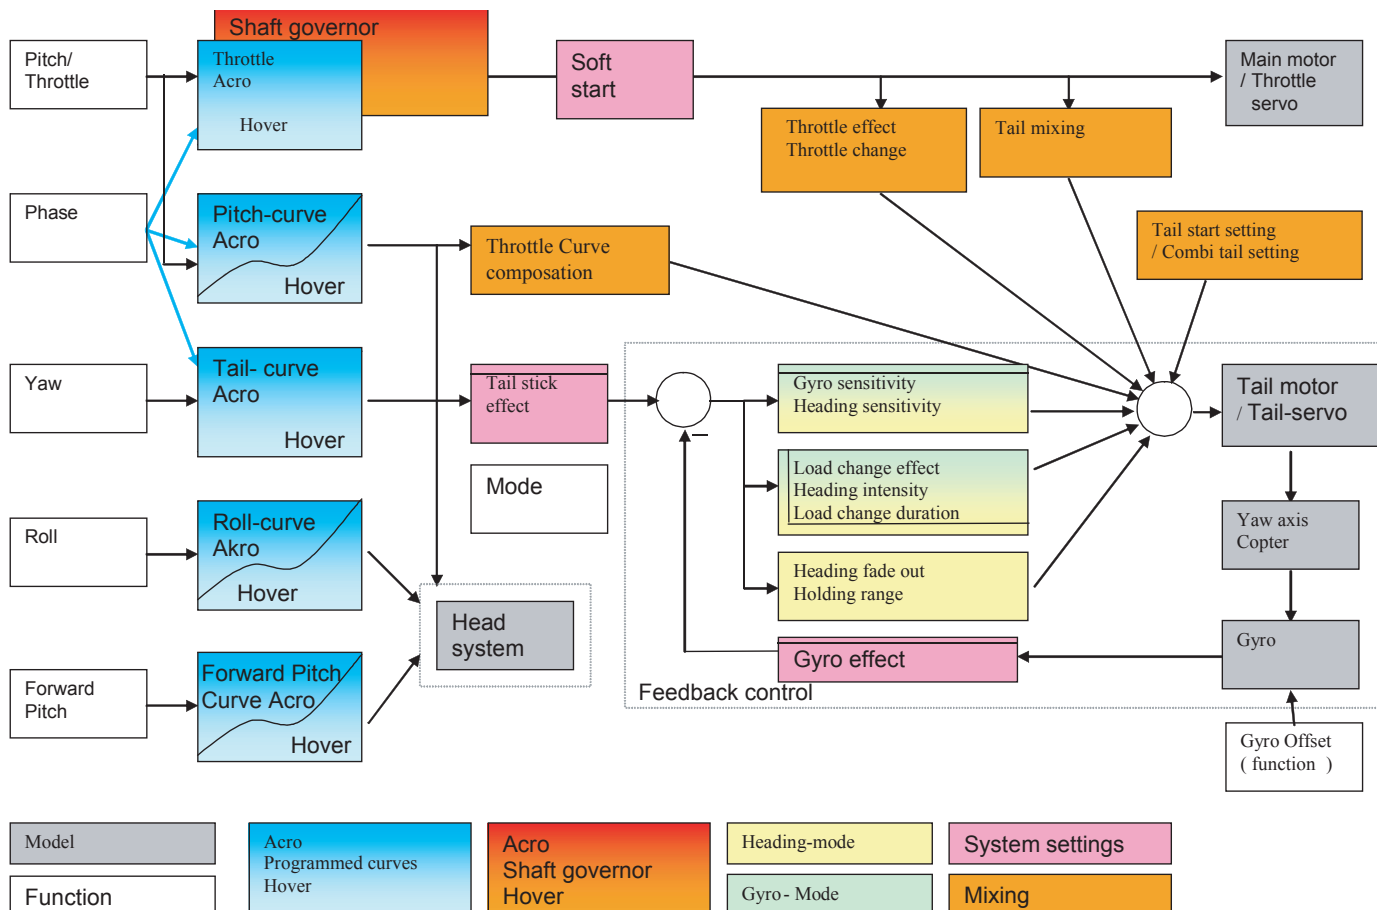 Shaft governor
Pitch/
Throttle
Throttle
Acro
Hover
Soft
start
Main motor
/ Throttle
servo
Throttle effect
Throttle change
Tail mixing
Phase
Pitch-curve
Acro
Hover
Throttle Curve
composation
Tail start setting
/ Combi tail setting
Yaw
Tail- curve
Acro
Hover
Tail stick
effect
Gyro sensitivity
Heading sensitivity
Tail motor
/ Tail-servo
Mode
Load change effect
Heading intensity
Load change duration
Yaw axis
Copter
Roll
Roll-curve
Akro
Hover
Heading fade out
Holding range
Head
system
Gyro effect
Gyro
Feedback control
Forward
Pitch
Forward Pitch
Curve Acro
Hover
Gyro Offset
( function )
Model
Acro
Programmed curves
Hover
Acro
Shaft governor
Hover
Heading-mode
System settings
Function
Gyro - Mode
Mixing